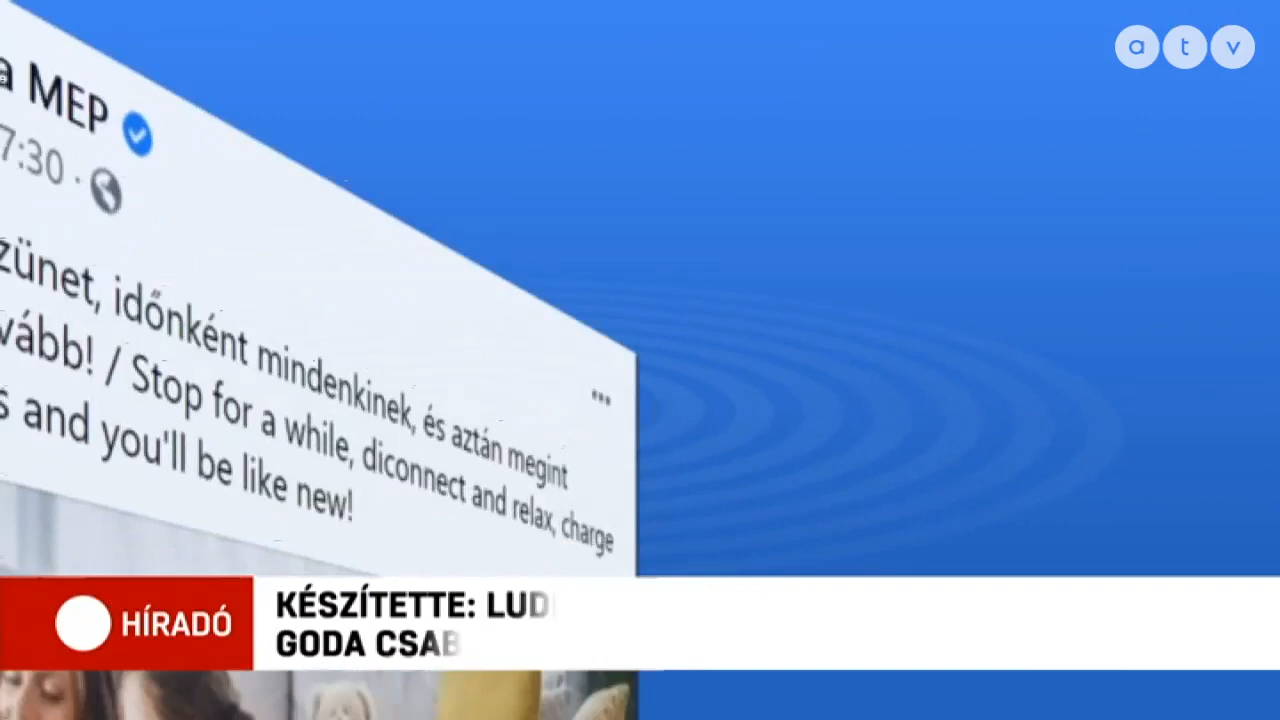 atv
a MEP
7:30 ·
zünet, időnként mindenkinek, és aztán megint
vább! / Stop for a while, diconnect and relax, charge
s and you'll be like new!
HÍRADÓ
KÉSZÍTETTE: LUD
GODA CSAB